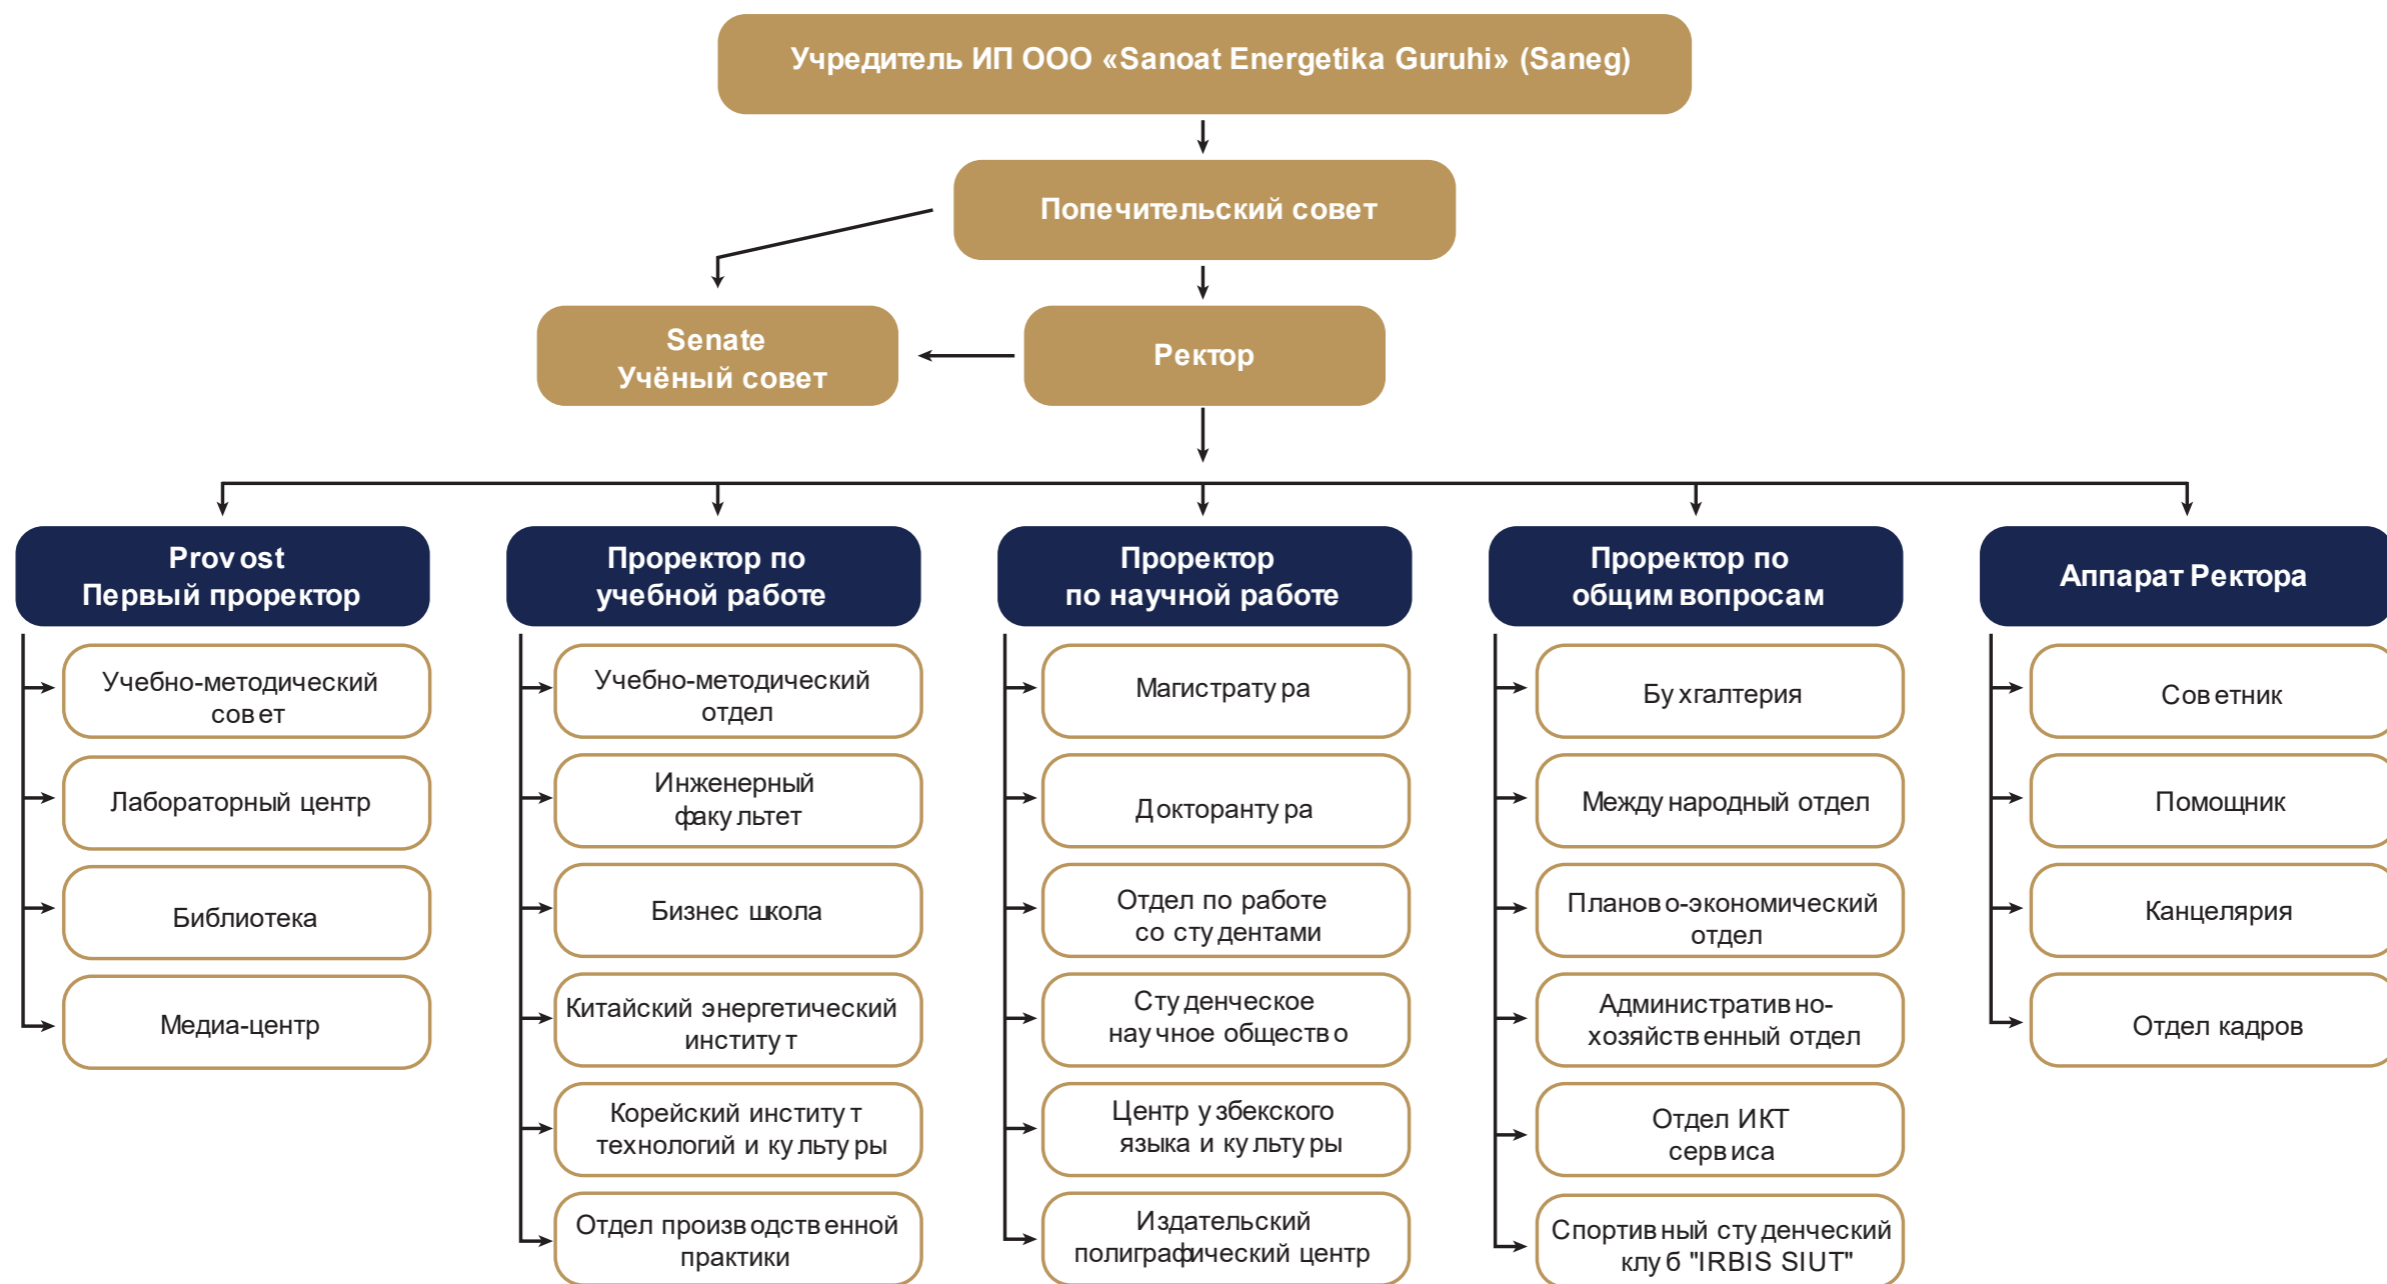 Учредитель ИП ООО «Sanoat Energetika Guruhi» (Saneg)
Попечительский совет
Senate
Учёный совет
Ректор
Provost
Первый проректор
Учебно-методический
совет
Лабораторный центр
Библиотека
Медиа-центр
Проректор по
учебной работе
Учебно-методический
отдел
Инженерный
факультет
Бизнес школа
Китайский энергетический
институт
Корейский институт
технологий и культуры
Отдел производственной
практики
Проректор
по научной работе
Магистратура
Докторантура
Отдел по работе
со студентами
Студенческое
научное общество
Центр узбекского
языка и культуры
Издательский
полиграфический центр
Проректор по
общим вопросам
Бухгалтерия
Международный отдел
Планово-экономический
отдел
Административно-
хозяйственный отдел
Отдел ИКТ
сервиса
Спортивный студенческий
клуб "IRBIS SIUT"
Аппарат Ректора
Советник
Помощник
Канцелярия
Отдел кадров